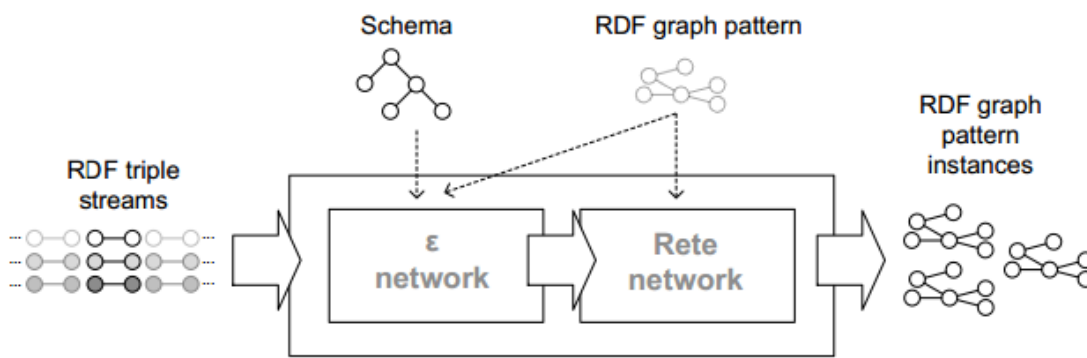 Schema
RDF graph pattern
RDF graph
pattern
instances
RDF triple
streams
ε
network
Rete
network